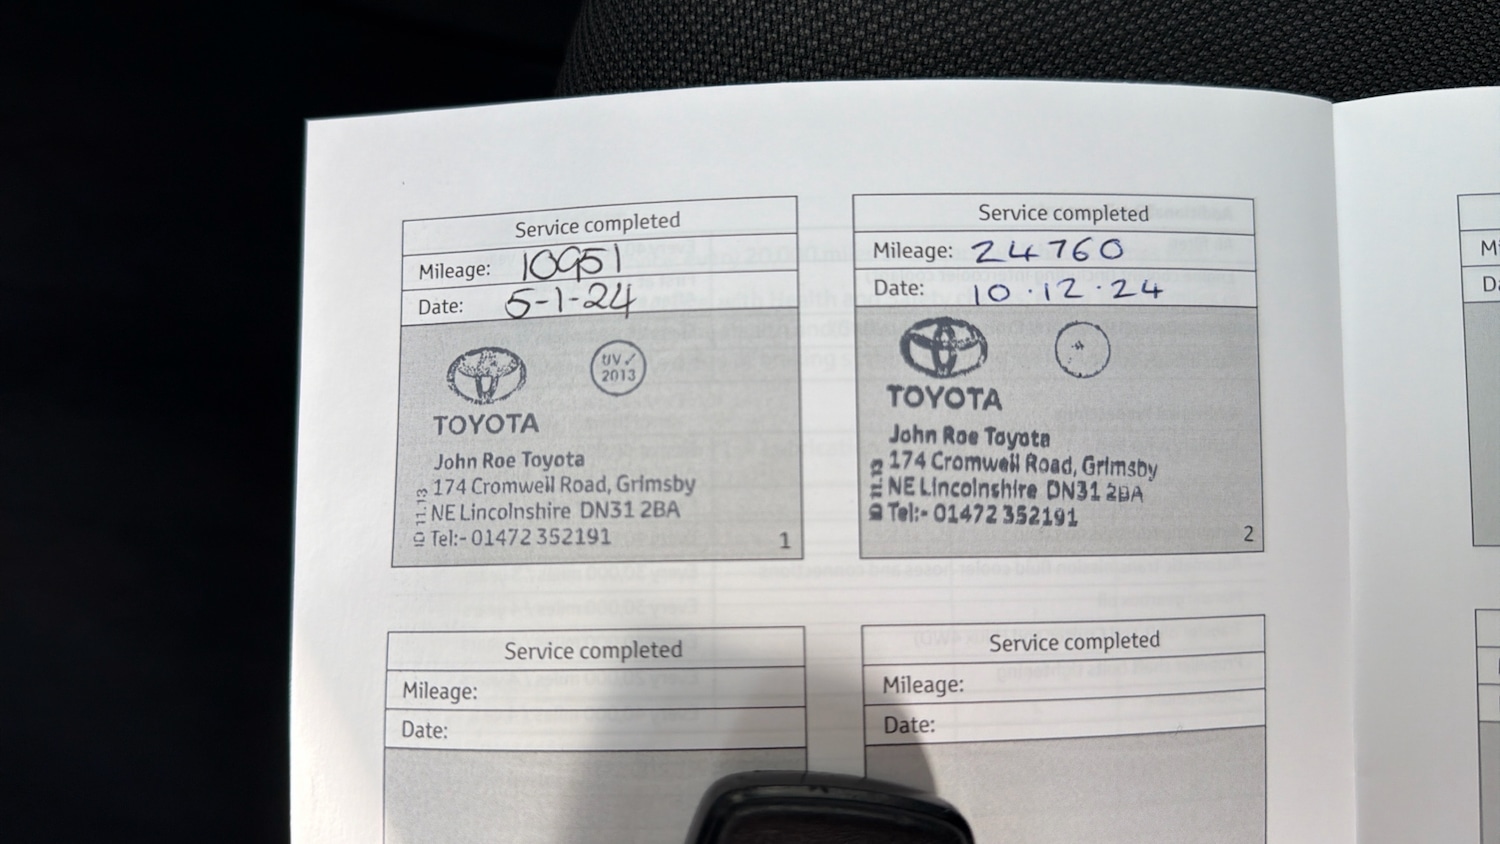 Service completed
Mileage: 10951
Date: 5-1-24
UV ✓
2013
TOYOTA
John Roe Toyota
174 Cromwell Road, Grimsby
NE Lincolnshire DN31 2BA
Tel:- 01472 352191
ID 11.13
1
Service completed
Mileage: 24760
Date: 10.12.24
TOYOTA
John Roe Toyota
174 Cromwell Road, Grimsby
NE Lincolnshire DN31 2BA
Tel:- 01472 352191
2
Service completed
Mileage:
Date:
Service completed
Mileage:
Date: